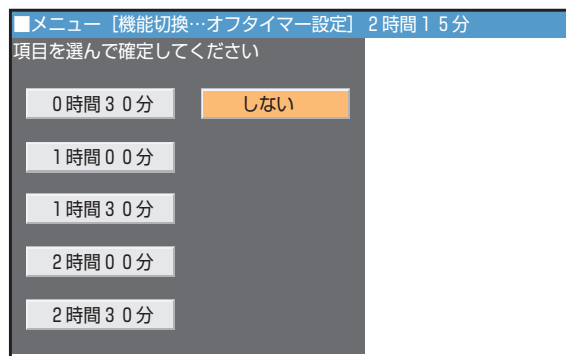 ■メニュー［機能切換…オフタイマー設定］２時間１５分
項目を選んで確定してください
０時間３０分
しない
１時間００分
１時間３０分
２時間００分
２時間３０分